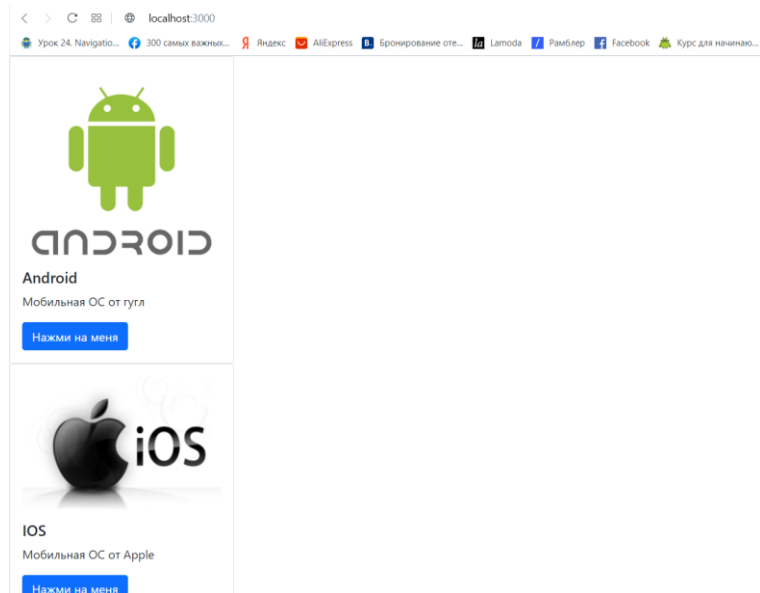 localhost:3000
Урок 24. Navigatio... 300 самых важных... Яндекс AliExpress B. Бронирование оте... la Lamoda Рамблер Facebook Курс для начинаю...
ANDROID
Android
Мобильная ОС от гугл
Нажми на меня
iOS
IOS
Мобильная ОС от Apple
Нажми на меня